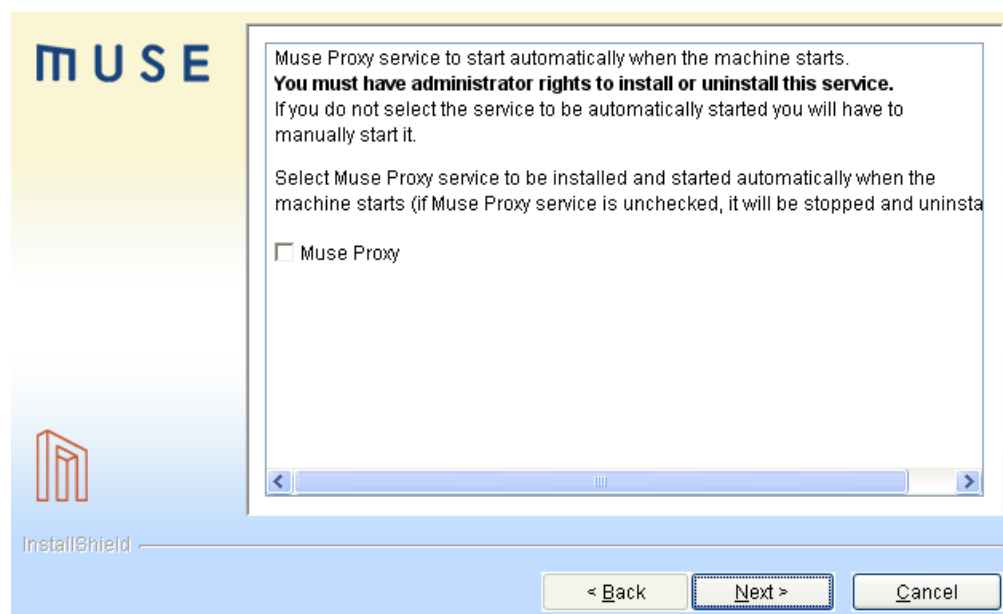 MUSE
Muse Proxy service to start automatically when the machine starts.
You must have administrator rights to install or uninstall this service.
If you do not select the service to be automatically started you will have to
manually start it.
Select Muse Proxy service to be installed and started automatically when the
machine starts (if Muse Proxy service is unchecked, it will be stopped and uninsta
Muse Proxy
InstallShield
< Back
Next >
Cancel